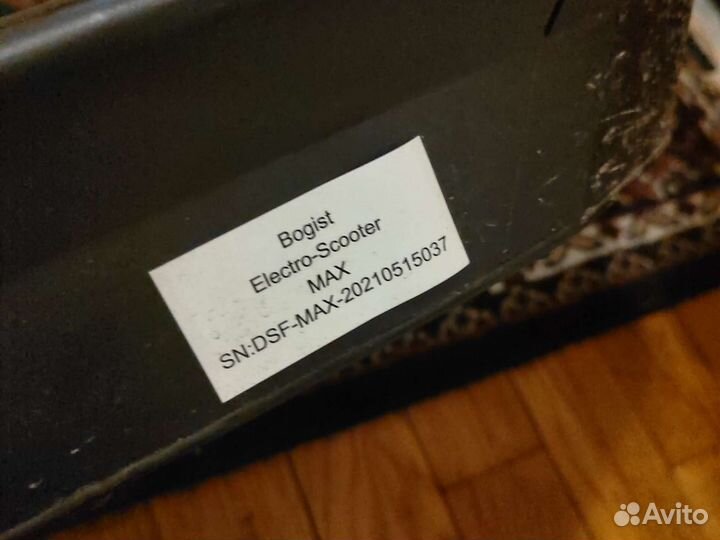 Bogist
Electro-Scooter
MAX
SN:DSF-MAX-20210515037
Avito